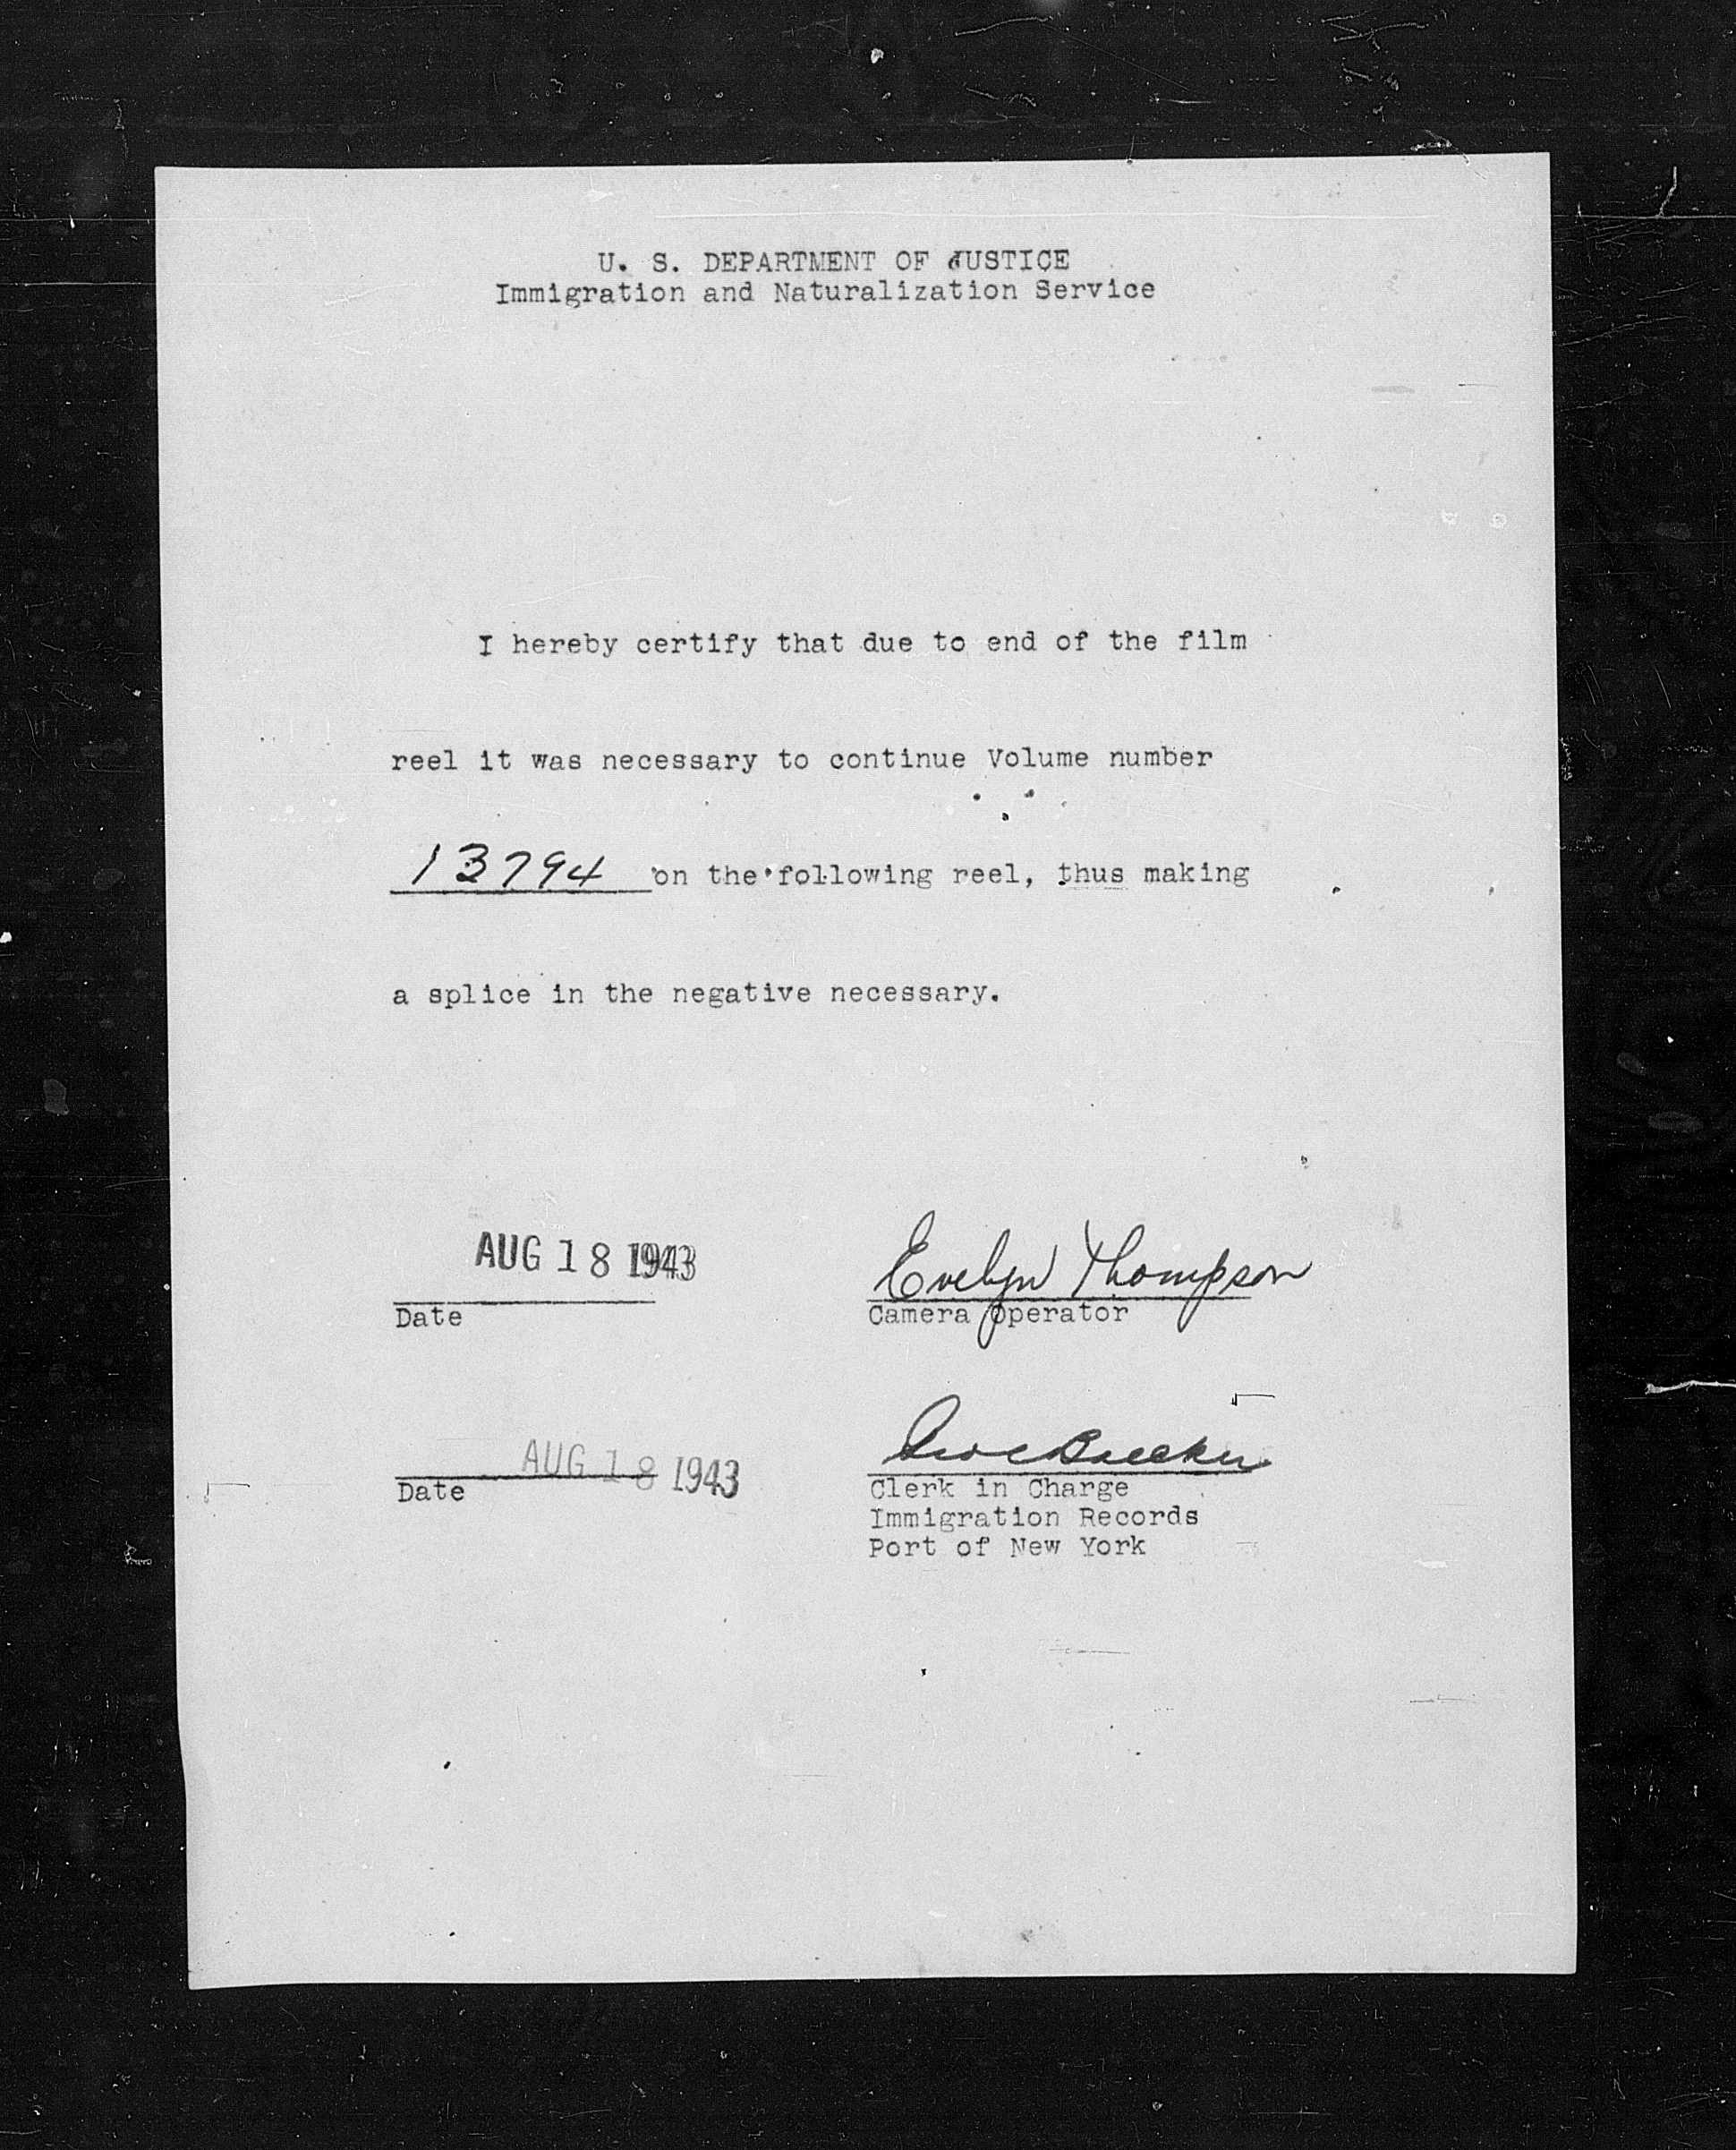 U. S. DEPARTMENT OF JUSTICE
Immigration and Naturalization Service
I hereby certify that due to end of the film
reel it was necessary to continue Volume number
13794 on the following reel, thus making
a splice in the negative necessary.
AUG 18 1943
Evelyn Thompson
Date
Camera Operator
AUG 18 1943
Date
Clerk in Charge
Immigration Records
Port of New York